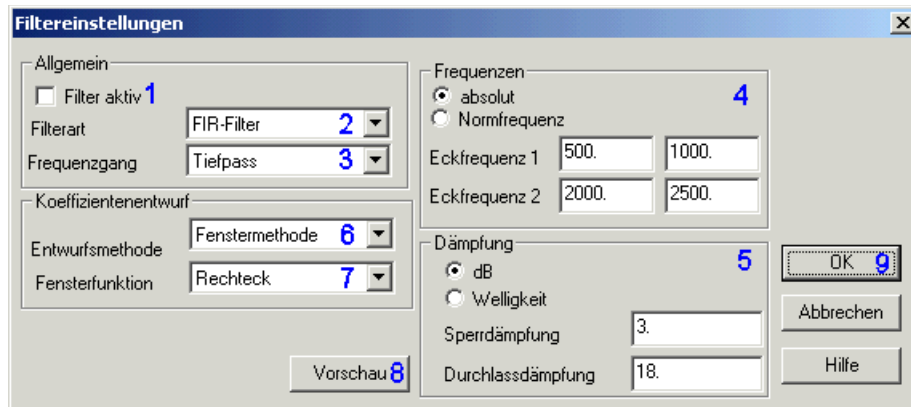 Filtereinstellungen
Allgemein
Filter aktiv 1
Filterart FIR-Filter 2
Frequenzgang Tiefpass 3
Koeffizientenentwurf
Entwurfsmethode Fenstermethode 6
Fensterfunktion Rechteck 7
Vorschau 8
Frequenzen
absolut 4
Normfrequenz
Eckfrequenz 1 500. 1000.
Eckfrequenz 2 2000. 2500.
Dämpfung
dB 5
Welligkeit
Sperrdämpfung 3.
Durchlassdämpfung 18.
OK 9
Abbrechen
Hilfe